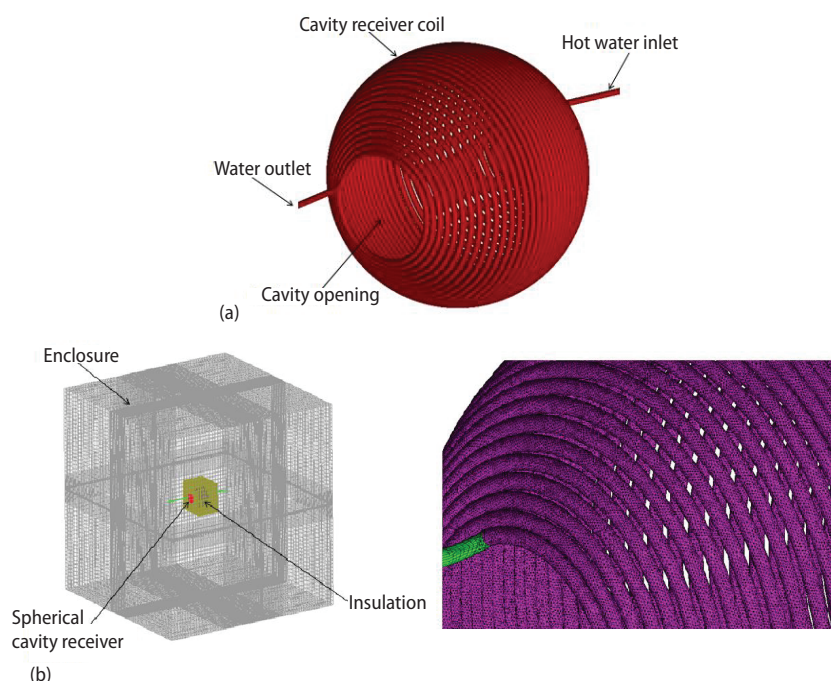 Cavity receiver coil
Hot water inlet
Water outlet
Cavity opening
(a)
Enclosure
Insulation
Spherical
cavity receiver
(b)